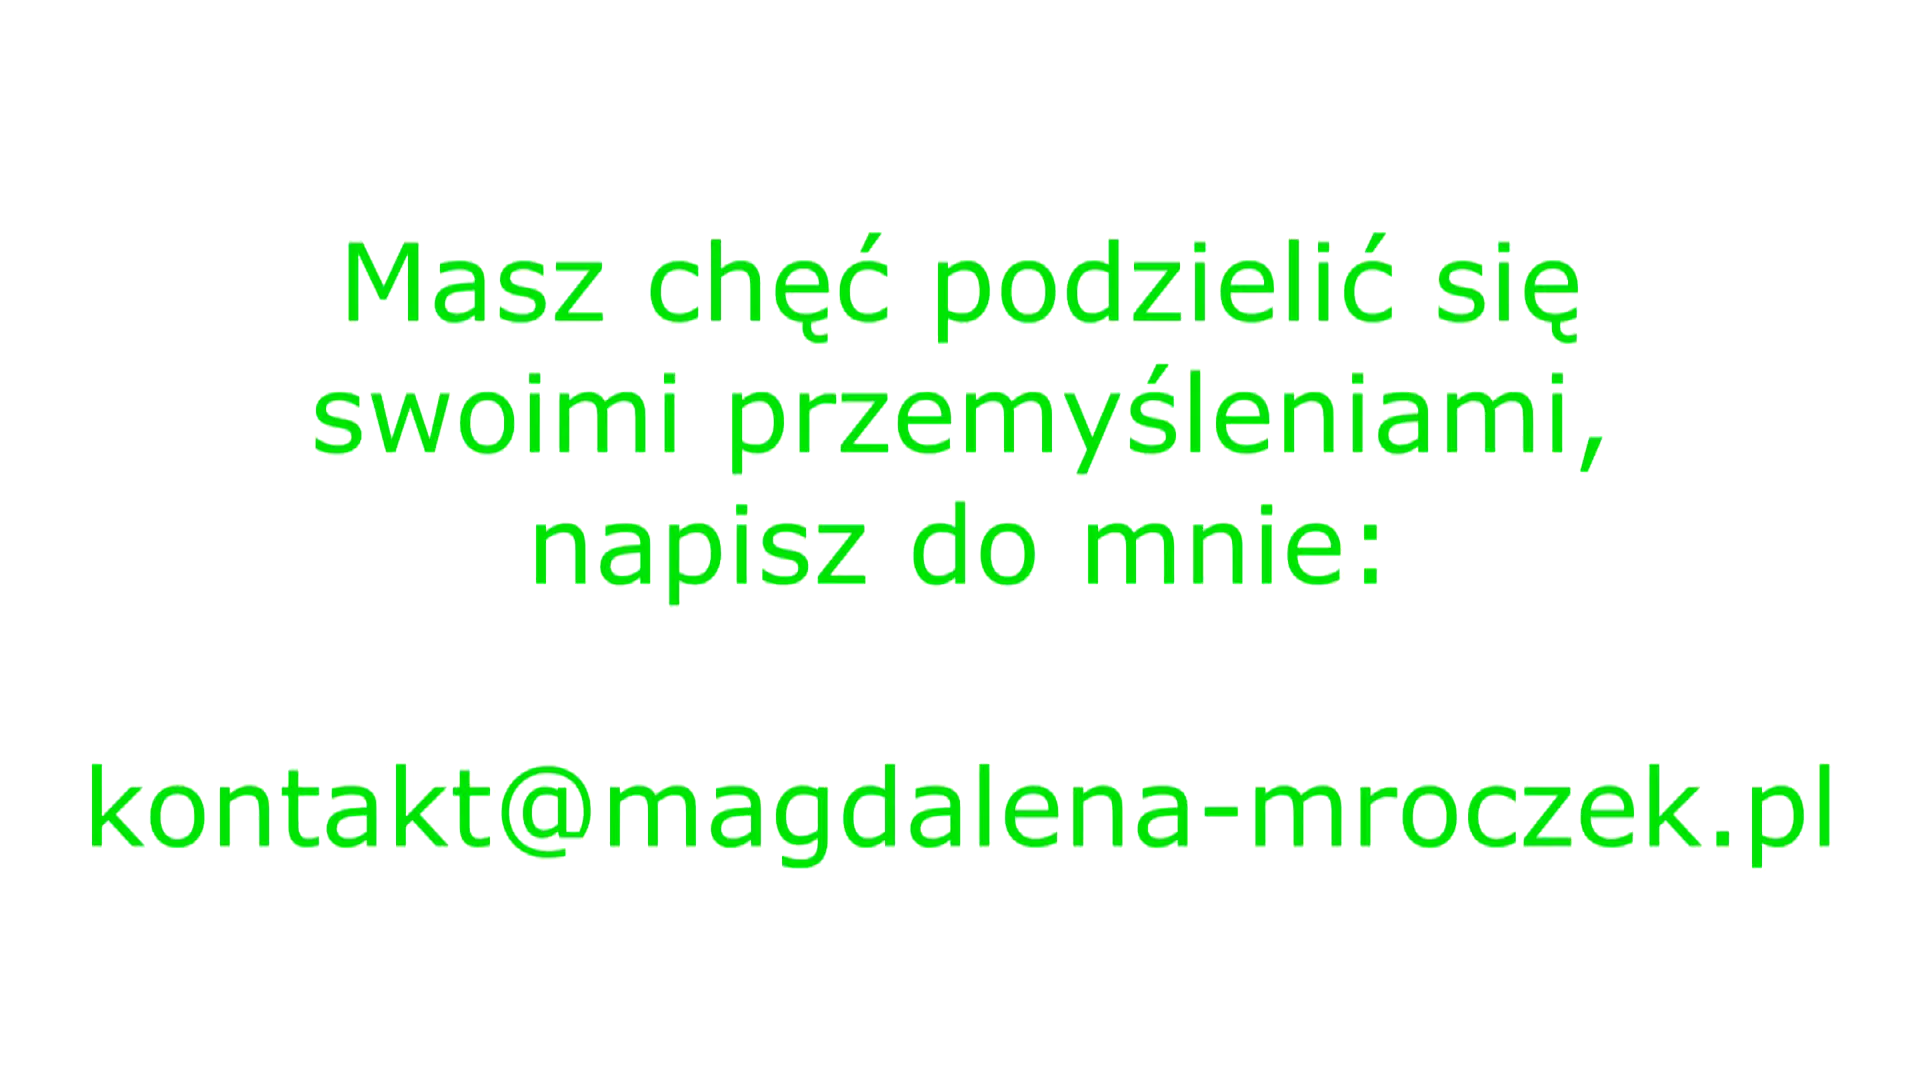 Masz chęć podzielić się
swoimi przemyśleniami,
napisz do mnie:
kontakt@magdalena-mroczek.pl